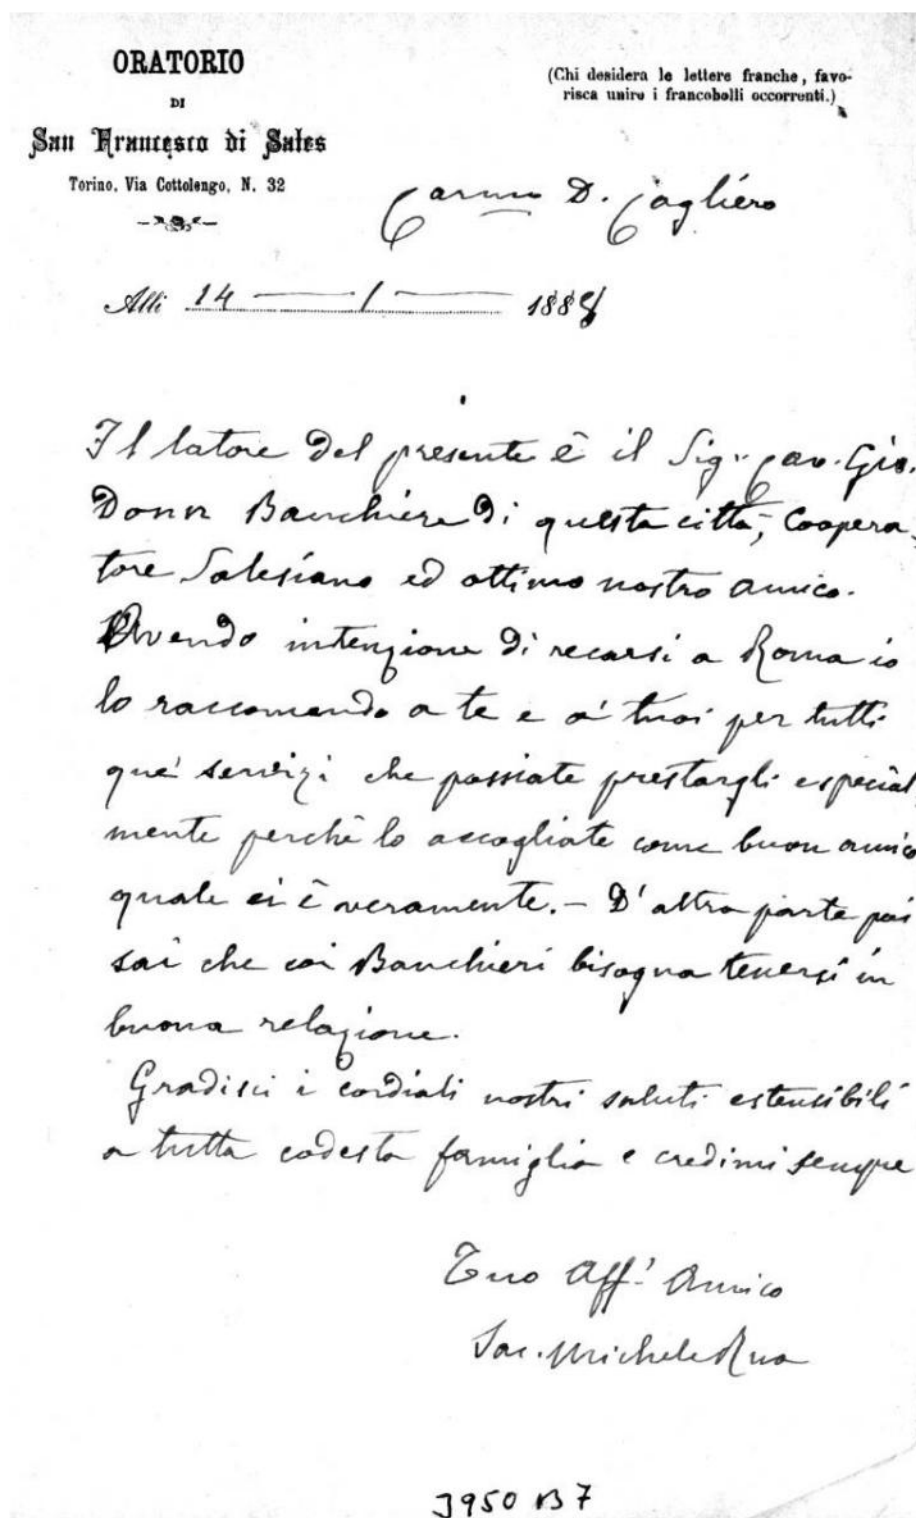 ORATORIO
DI
San Francesco di Sales
Torino, Via Cottolengo, N. 32
(Chi desidera le lettere franche, favo-
risca unire i francobolli occorrenti.)
Carmo D. Cagliero
Alli 14 — 1 — 1888
Il latore del presente è il Sig. Cav. Gio.
Donn Banchiere di questa città, Coopera-
tore Salesiano ed ottimo nostro amico.
Avendo intenzione di recarsi a Roma io
lo raccomando a te e a' tuoi per tutti
que' servizi che possiate prestargli e special
mente perchè lo accogliate come buon amico
quale ei è veramente. – D'altra parte poi
sai che coi Banchieri bisogna tenersi in
buona relazione.
Gradisci i cordiali nostri saluti estensibili
a tutta codesta famiglia e credimi sempre
Tuo Aff. Amico
Sac. Michele Rua
3950 B 7